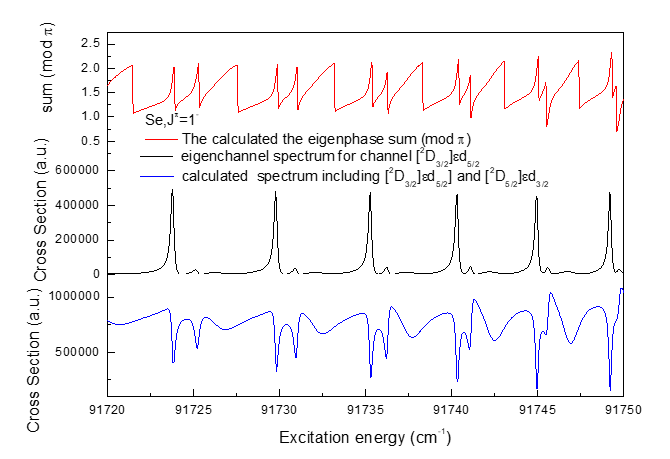 sum (mod π)
2.5
2.0
1.5
1.0
0.5
Se,Jπ=1-
The calculated the eigenphase sum (mod π)
eigenchannel spectrum for channel [²D3/2]εd5/2
calculated spectrum including [²D3/2]εd5/2] and [²D5/2]εd3/2
Cross Section (a.u.)
600000
400000
200000
0
Cross Section (a.u.)
1000000
500000
91720 91725 91730 91735 91740 91745 91750
Excitation energy (cm-1)